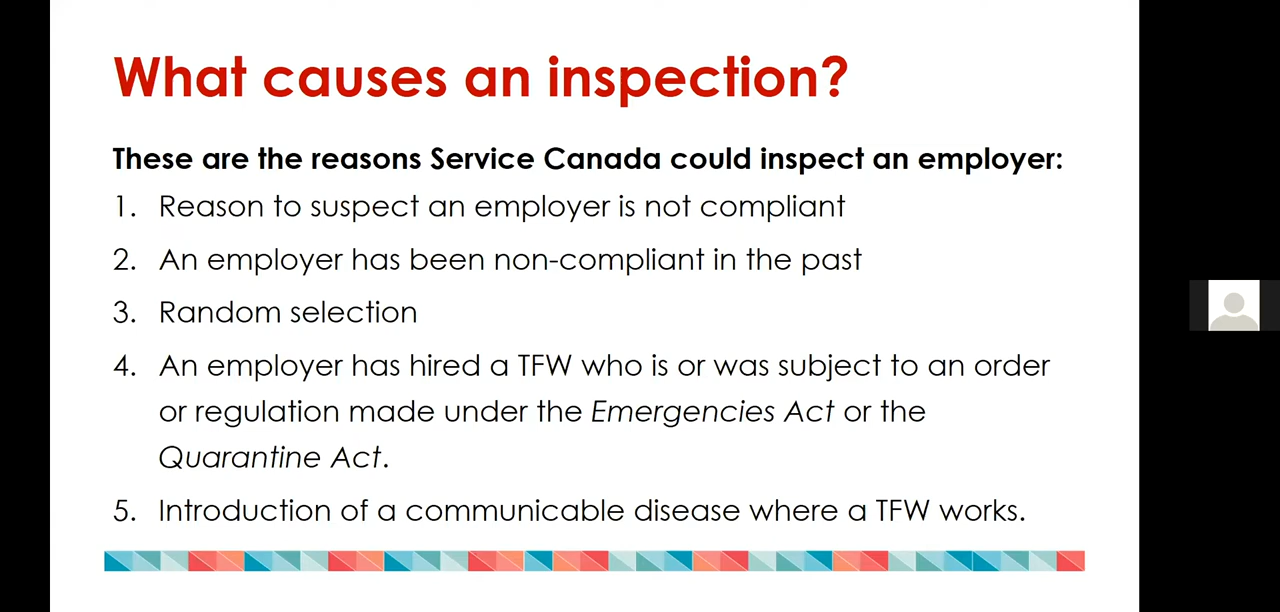 What causes an inspection?
These are the reasons Service Canada could inspect an employer:
1. Reason to suspect an employer is not compliant
2. An employer has been non-compliant in the past
3. Random selection
4. An employer has hired a TFW who is or was subject to an order
or regulation made under the Emergencies Act or the
Quarantine Act.
5. Introduction of a communicable disease where a TFW works.